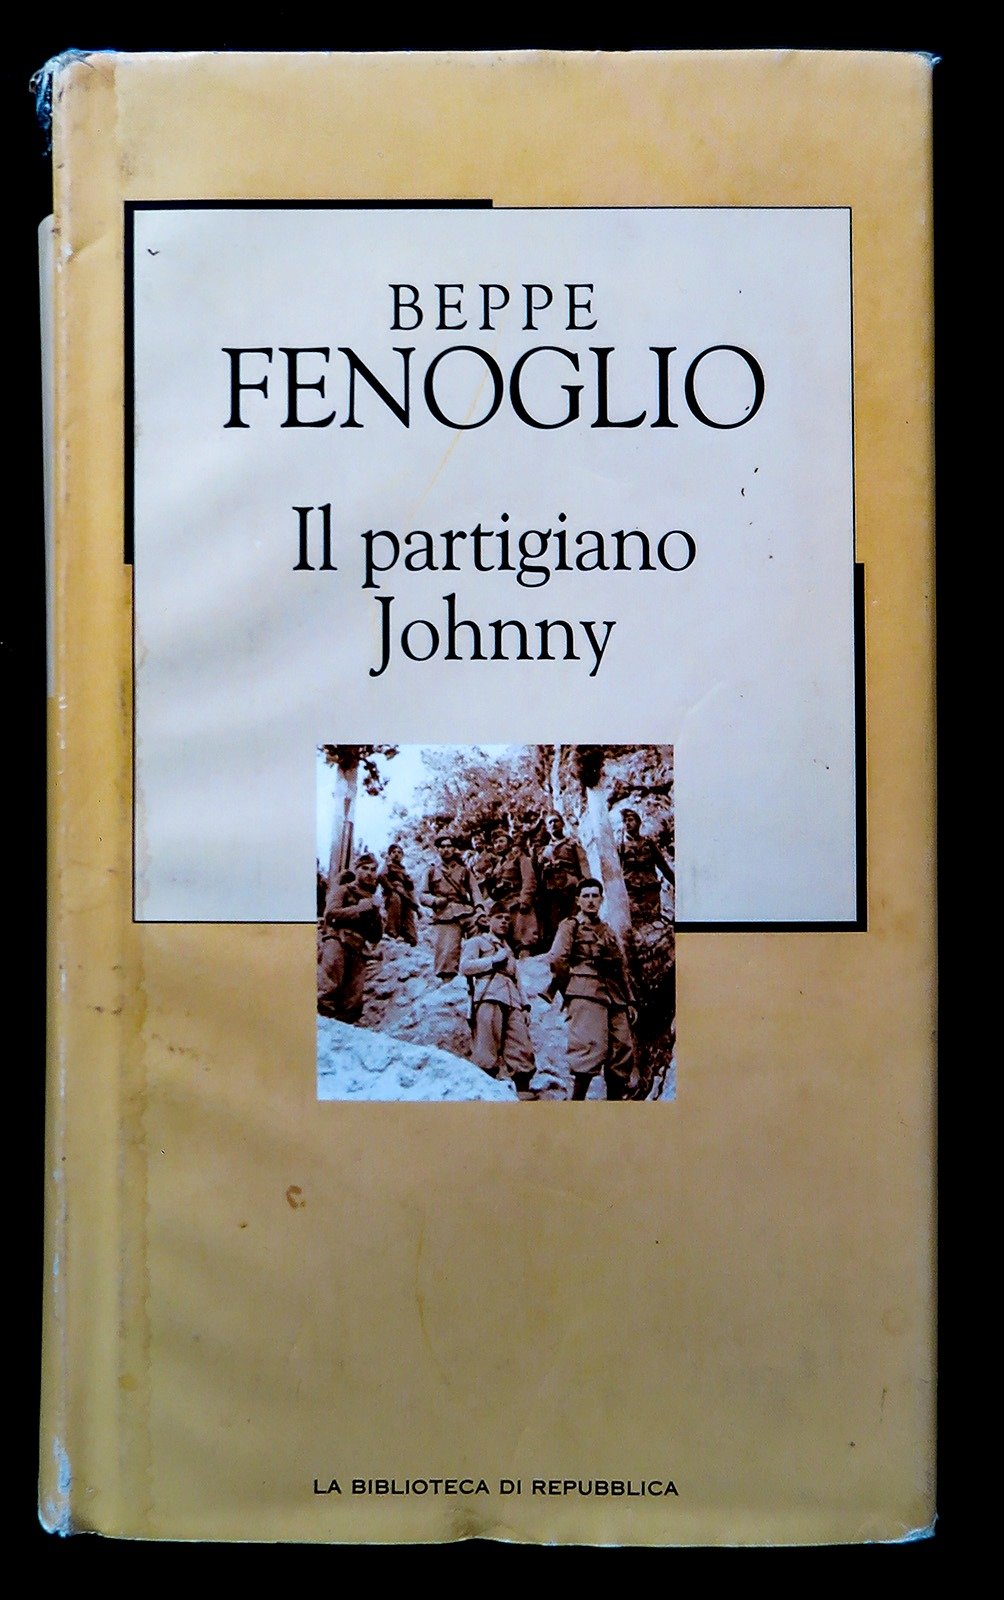 BEPPE
FENOGLIO
Il partigiano
Johnny
LA BIBLIOTECA DI REPUBBLICA